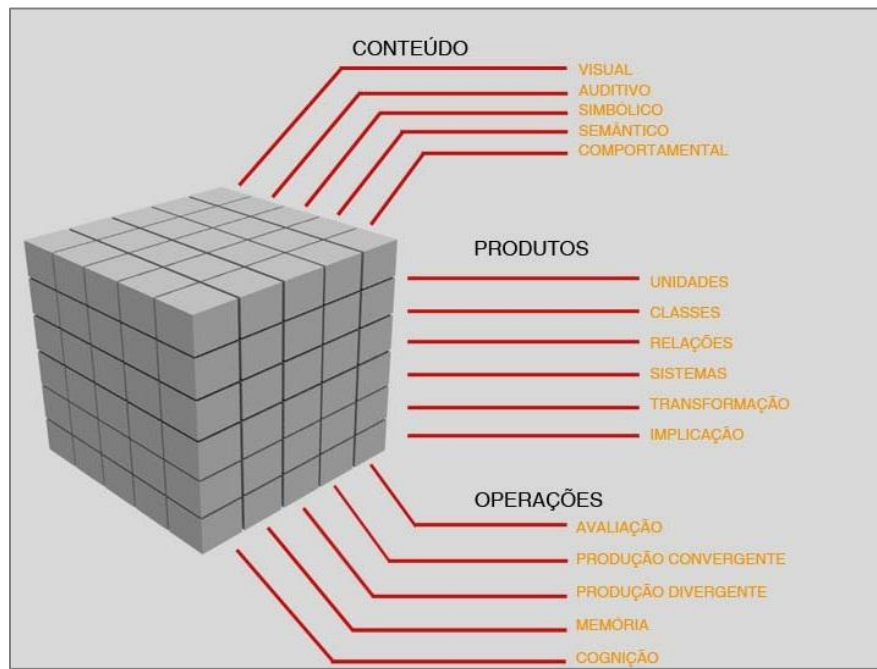 CONTEÚDO
VISUAL
AUDITIVO
SIMBÓLICO
SEMÂNTICO
COMPORTAMENTAL
PRODUTOS
UNIDADES
CLASSES
RELAÇÕES
SISTEMAS
TRANSFORMAÇÃO
IMPLICAÇÃO
OPERAÇÕES
AVALIAÇÃO
PRODUÇÃO CONVERGENTE
PRODUÇÃO DIVERGENTE
MEMÓRIA
COGNIÇÃO